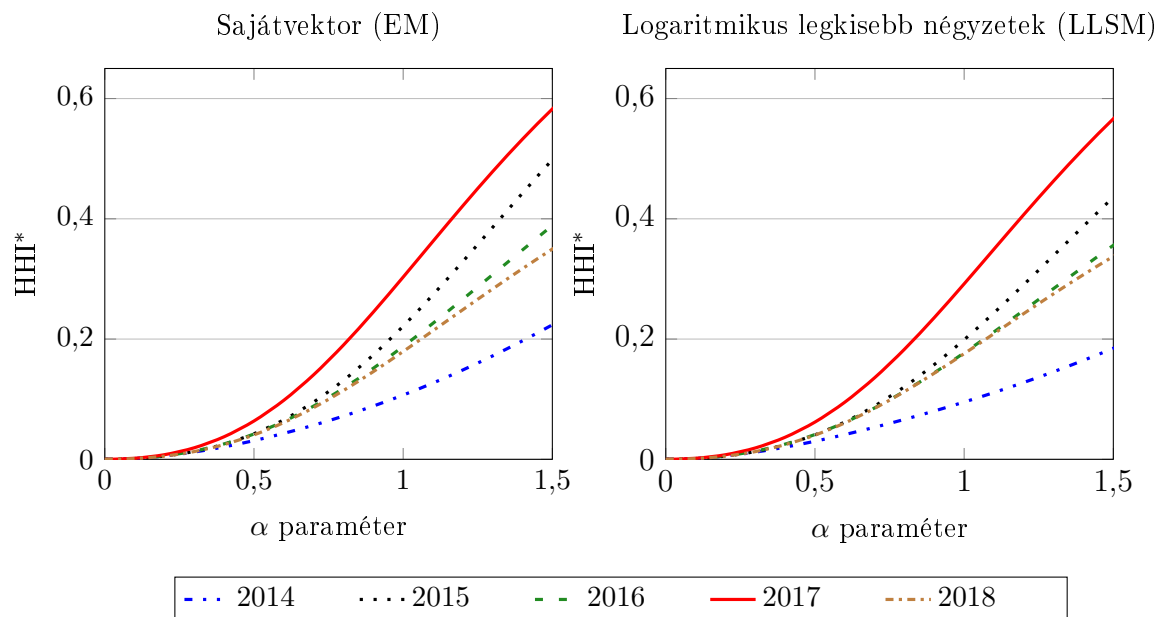 Sajátvektor (EM)
0,6
0,4
0,2
0
HHI*
0
0,5
1
1,5
α paraméter
Logaritmikus legkisebb négyzetek (LLSM)
0,6
0,4
0,2
0
HHI*
0
0,5
1
1,5
α paraméter
2014 2015 2016 2017 2018